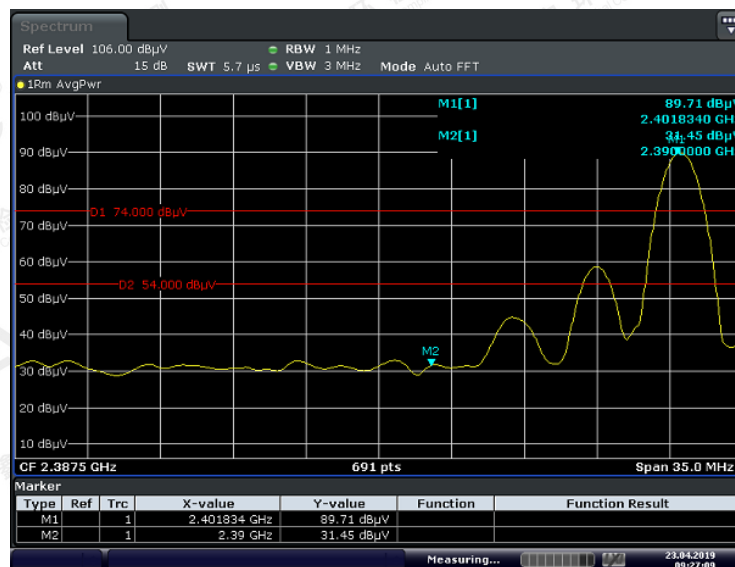 Spectrum
Ref Level 106.00 dBµV RBW 1 MHz
Att 15 dB SWT 5.7 µs VBW 3 MHz Mode Auto FFT
1Rm AvgPwr
M1[1] 89.71 dBµV
2.4018340 GHz
M2[1] 31.45 dBµV
2.3900000 GHz
M1
100 dBµV
90 dBµV
80 dBµV
D1 74.000 dBµV
70 dBµV
60 dBµV
D2 54.000 dBµV
50 dBµV
40 dBµV
M2
30 dBµV
20 dBµV
10 dBµV
CF 2.3875 GHz 691 pts Span 35.0 MHz
Marker
Type Ref Trc X-value Y-value Function Function Result
M1 1 2.401834 GHz 89.71 dBµV
M2 1 2.39 GHz 31.45 dBµV
Measuring... 23.04.2019
09:27:09